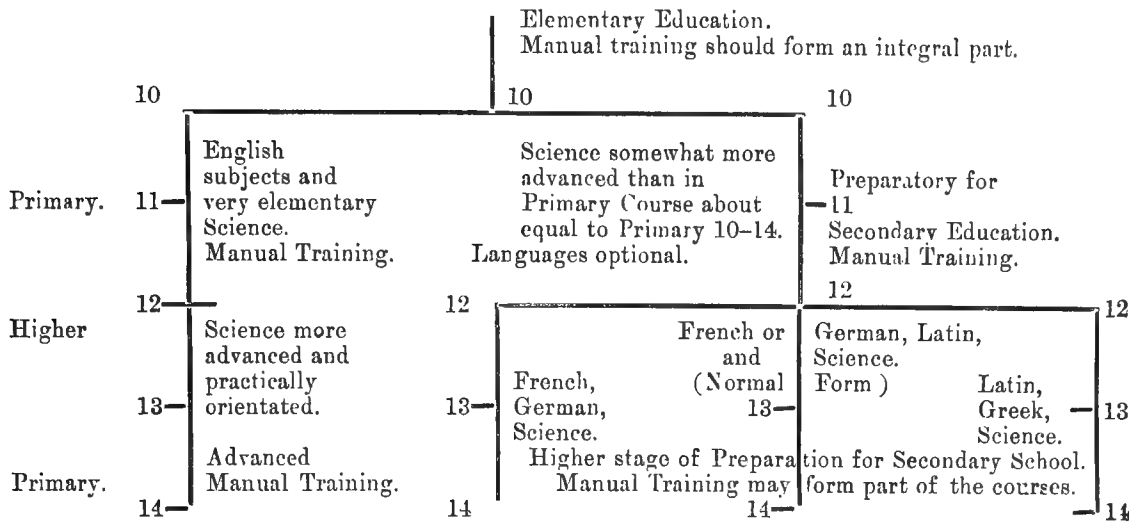 Elementary Education.
Manual training should form an integral part.
10 10 10
English
subjects and
very elementary
Science.
Manual Training.
Science somewhat more
advanced than in
Primary Course about
equal to Primary 10–14.
Languages optional.
Preparatory for
11
Secondary Education.
Manual Training.
Primary. 11
12 12 12 12
Higher
Science more
advanced and
practically
orientated.
French or
and
(Normal
German, Latin,
Science.
Form )
French,
German,
Science.
Latin,
Greek,
Science.
13 13 13 13
Higher stage of Preparation for Secondary School.
Manual Training may form part of the courses.
Advanced
Manual Training.
Primary.
14 14 14 14